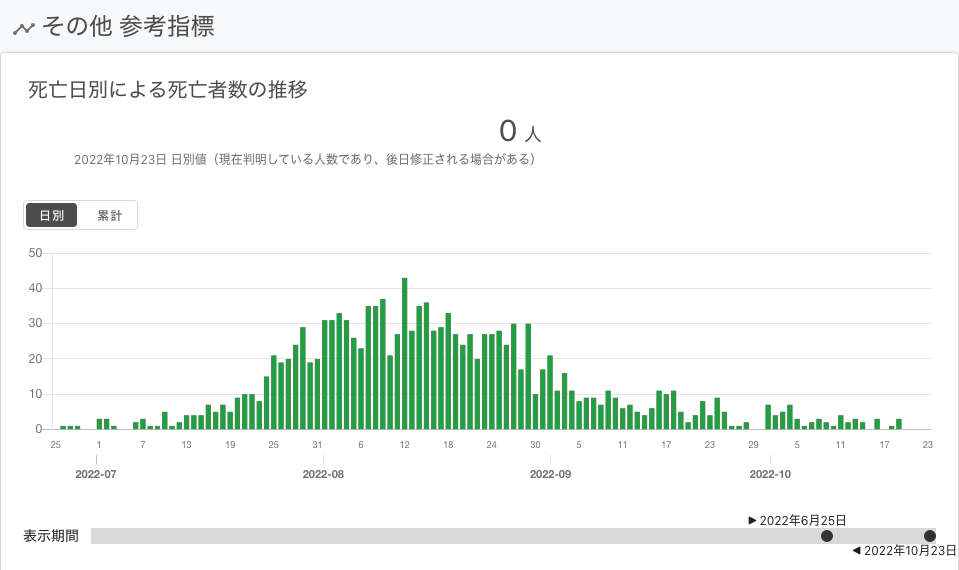 その他 参考指標
死亡日別による死亡者数の推移
0 人
2022年10月23日 日別値（現在判明している人数であり、後日修正される場合がある）
日別 累計
50
40
30
20
10
0
25 1 7 13 19 25 31 6 12 18 24 30 5 11 17 23 29 5 11 17 23
2022-07 2022-08 2022-09 2022-10
▶ 2022年6月25日
表示期間
◀ 2022年10月23日